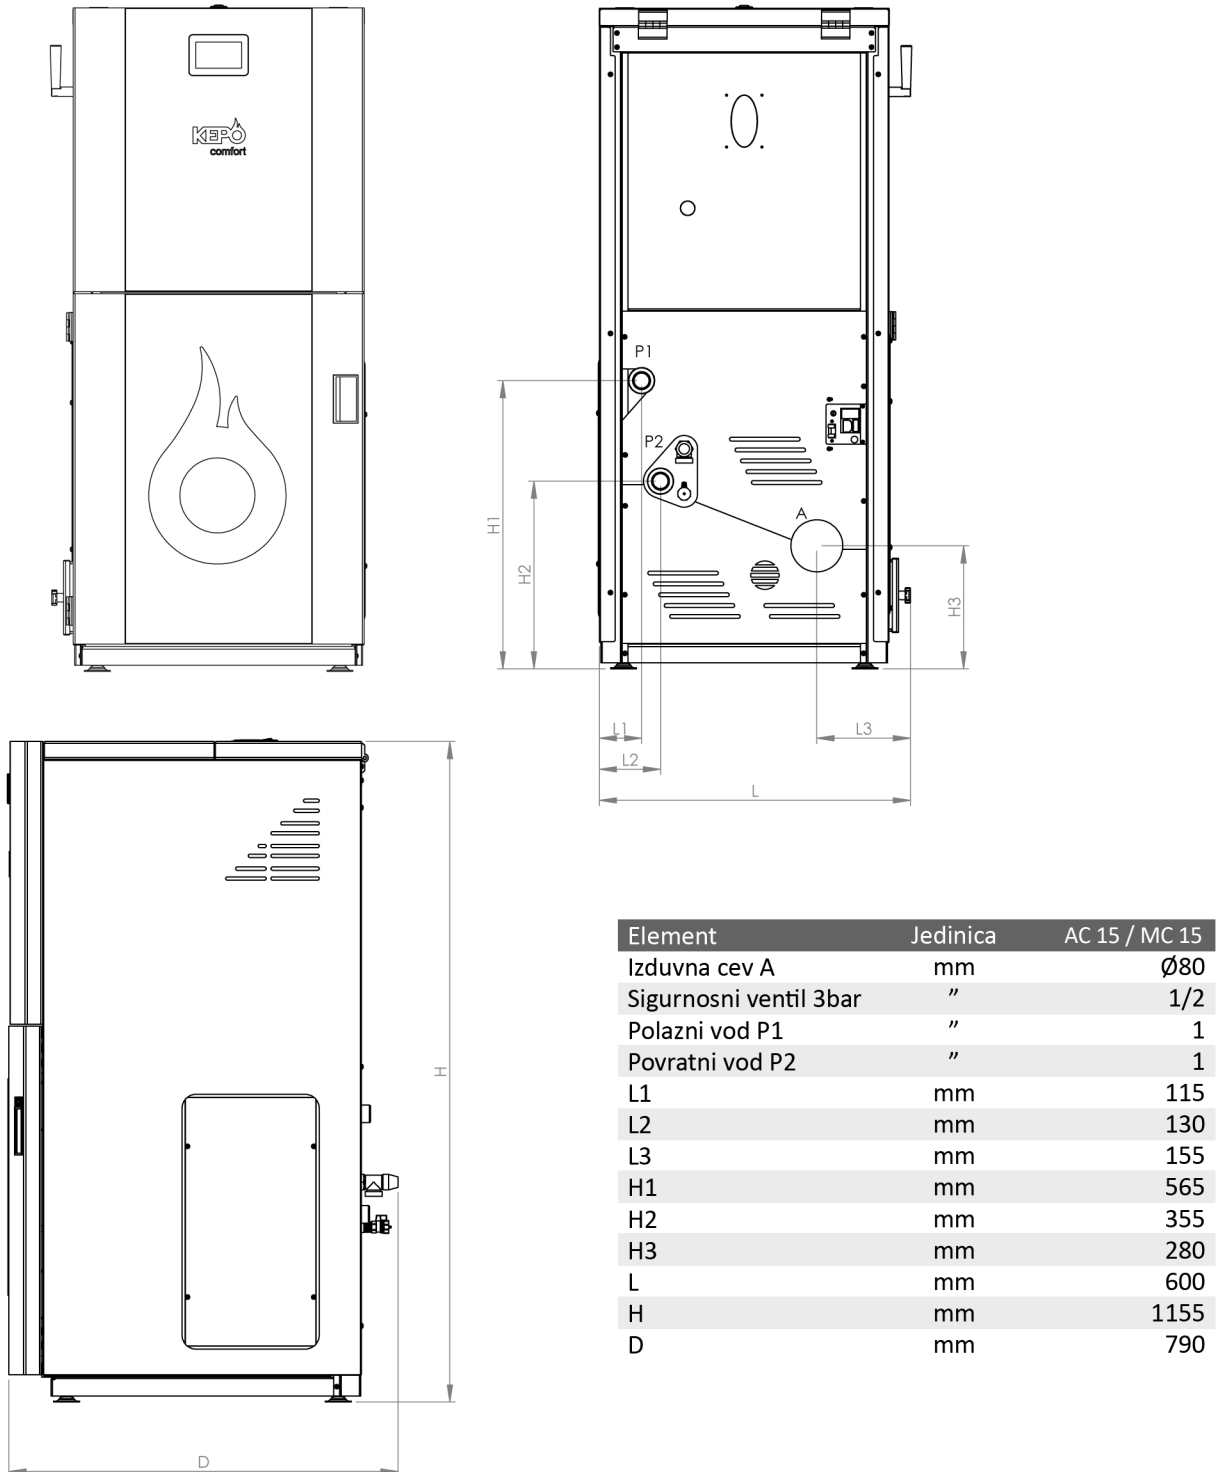 KEPO
comfort
P1
P2
A
H1
H2
H3
L1
L2
L3
L
H
D
Element Jedinica AC 15 / MC 15
Izduvna cev A mm Ø80
Sigurnosni ventil 3bar ” 1/2
Polazni vod P1 ” 1
Povratni vod P2 ” 1
L1 mm 115
L2 mm 130
L3 mm 155
H1 mm 565
H2 mm 355
H3 mm 280
L mm 600
H mm 1155
D mm 790